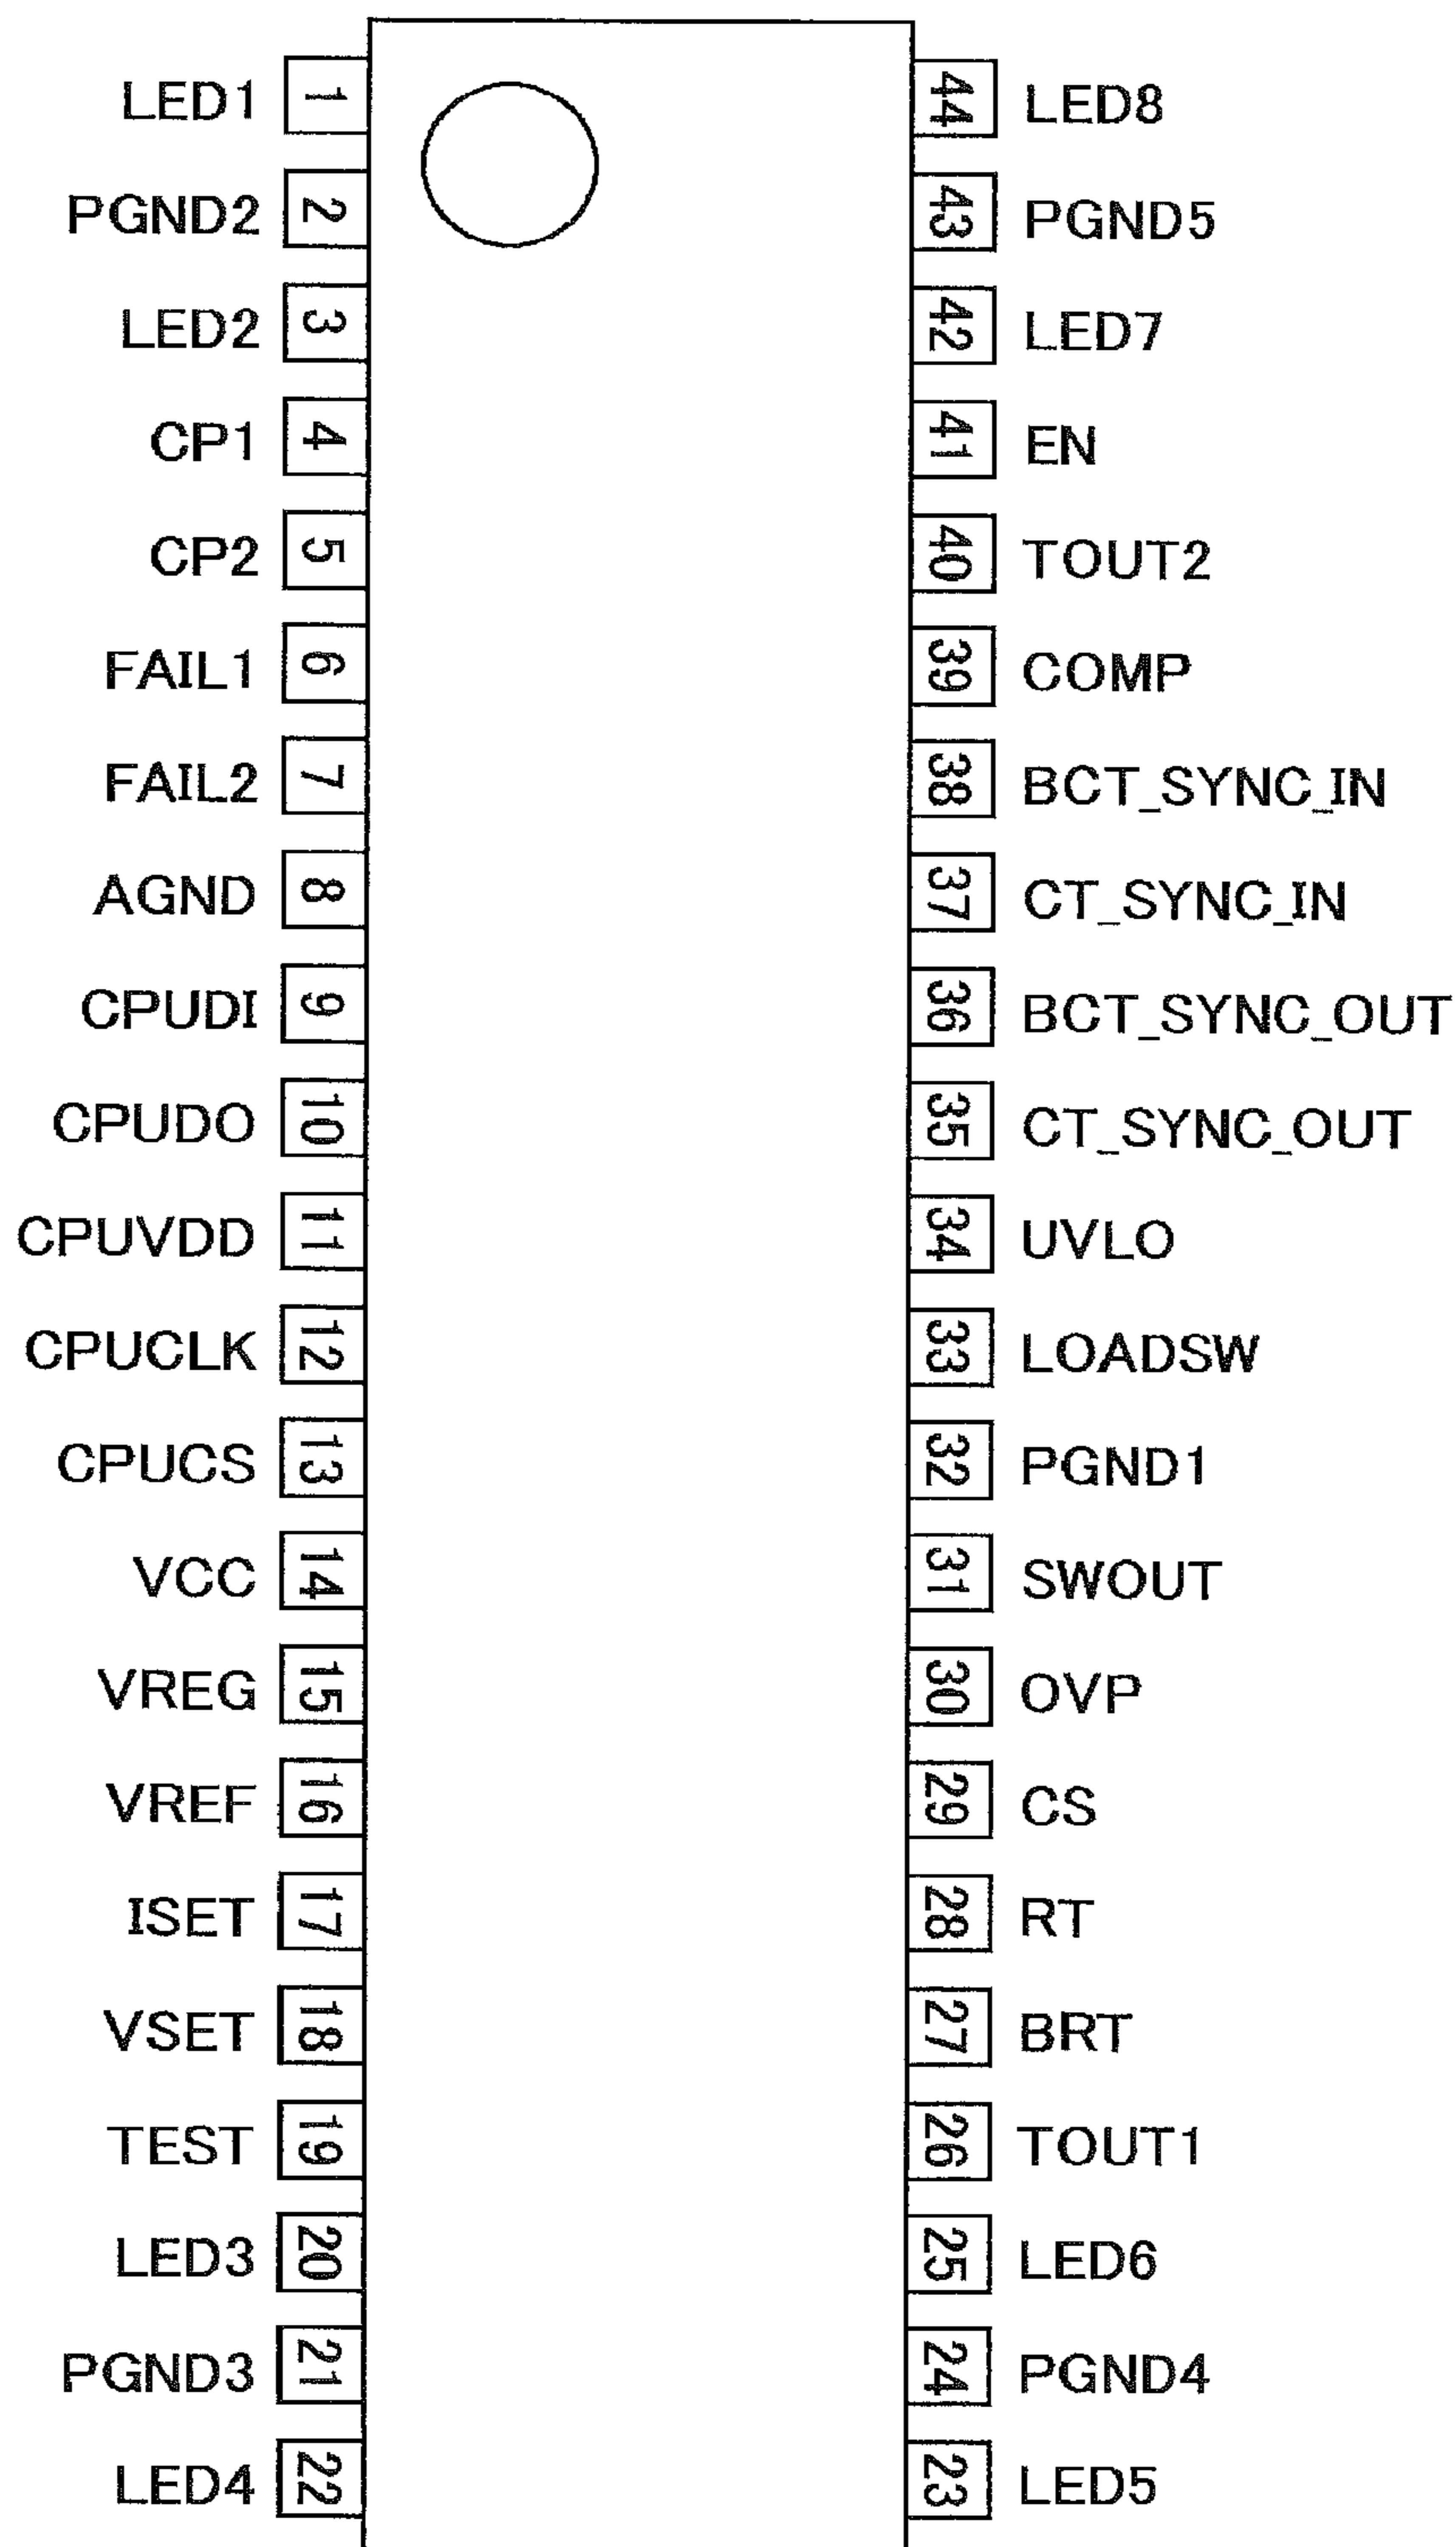 LED1 1 44 LED8
PGND2 2 43 PGND5
LED2 3 42 LED7
CP1 4 41 EN
CP2 5 40 TOUT2
FAIL1 6 39 COMP
FAIL2 7 38 BCT_SYNC_IN
AGND 8 37 CT_SYNC_IN
CPUDI 9 36 BCT_SYNC_OUT
CPUDO 10 35 CT_SYNC_OUT
CPUVDD 11 34 UVLO
CPUCLK 12 33 LOADSW
CPUCS 13 32 PGND1
VCC 14 31 SWOUT
VREG 15 30 OVP
VREF 16 29 CS
ISET 17 28 RT
VSET 18 27 BRT
TEST 19 26 TOUT1
LED3 20 25 LED6
PGND3 21 24 PGND4
LED4 22 23 LED5